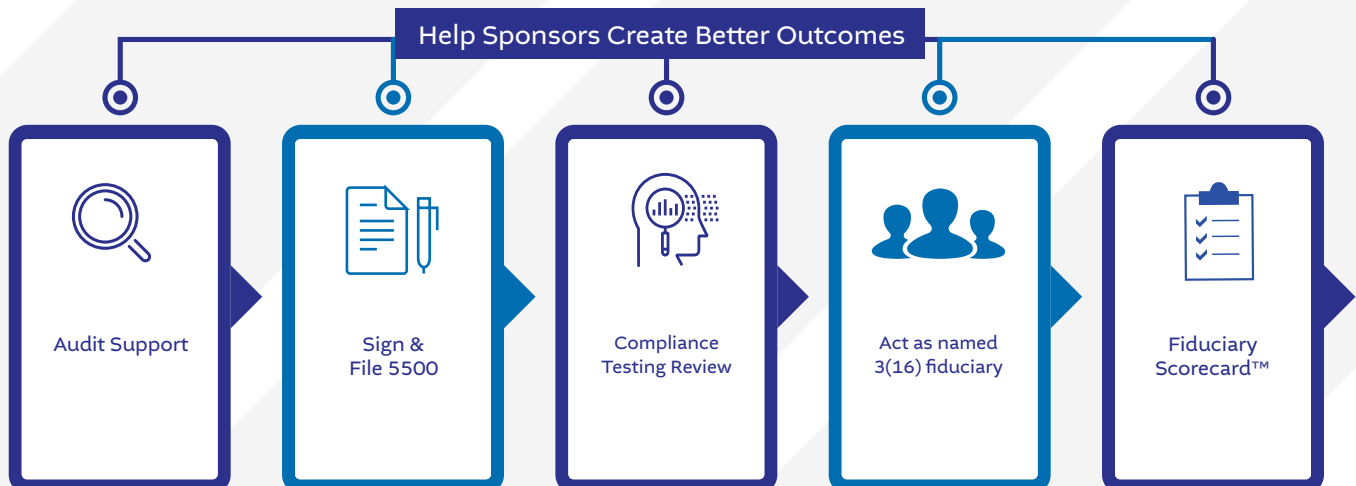 Help Sponsors Create Better Outcomes
Audit Support
Sign &
File 5500
Compliance
Testing Review
Act as named
3(16) fiduciary
Fiduciary
Scorecard™